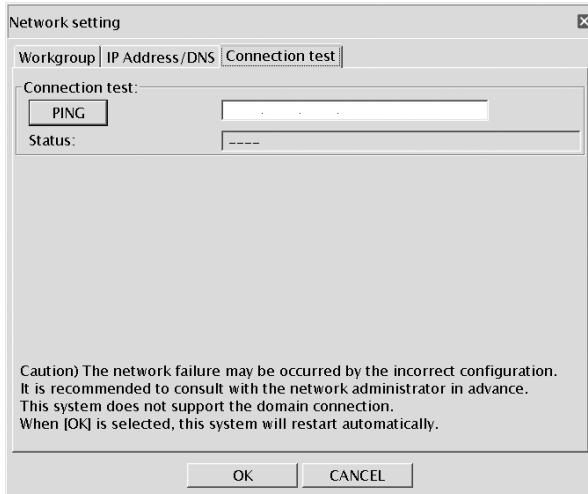 Network setting
Workgroup IP Address/DNS Connection test
Connection test:
PING . . .
Status: ----
Caution) The network failure may be occurred by the incorrect configuration.
It is recommended to consult with the network administrator in advance.
This system does not support the domain connection.
When [OK] is selected, this system will restart automatically.
OK CANCEL